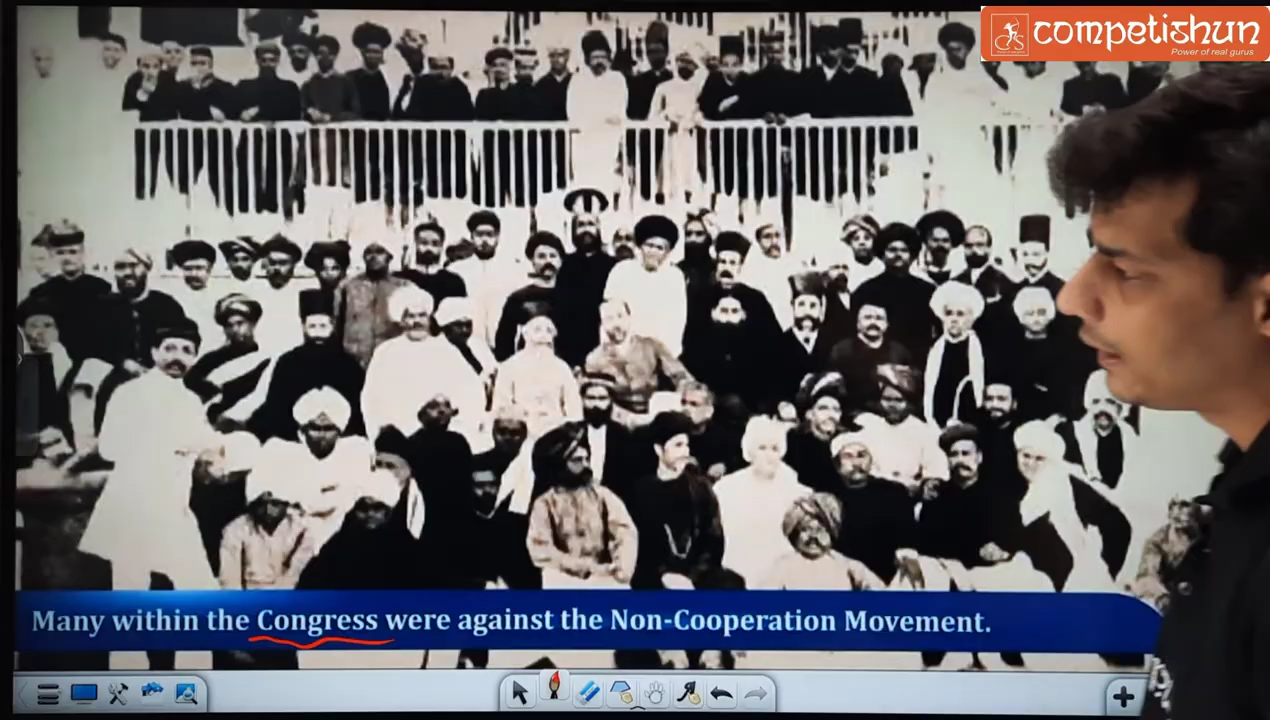 competishun
Power of real gurus
Many within the Congress were against the Non-Cooperation Movement.